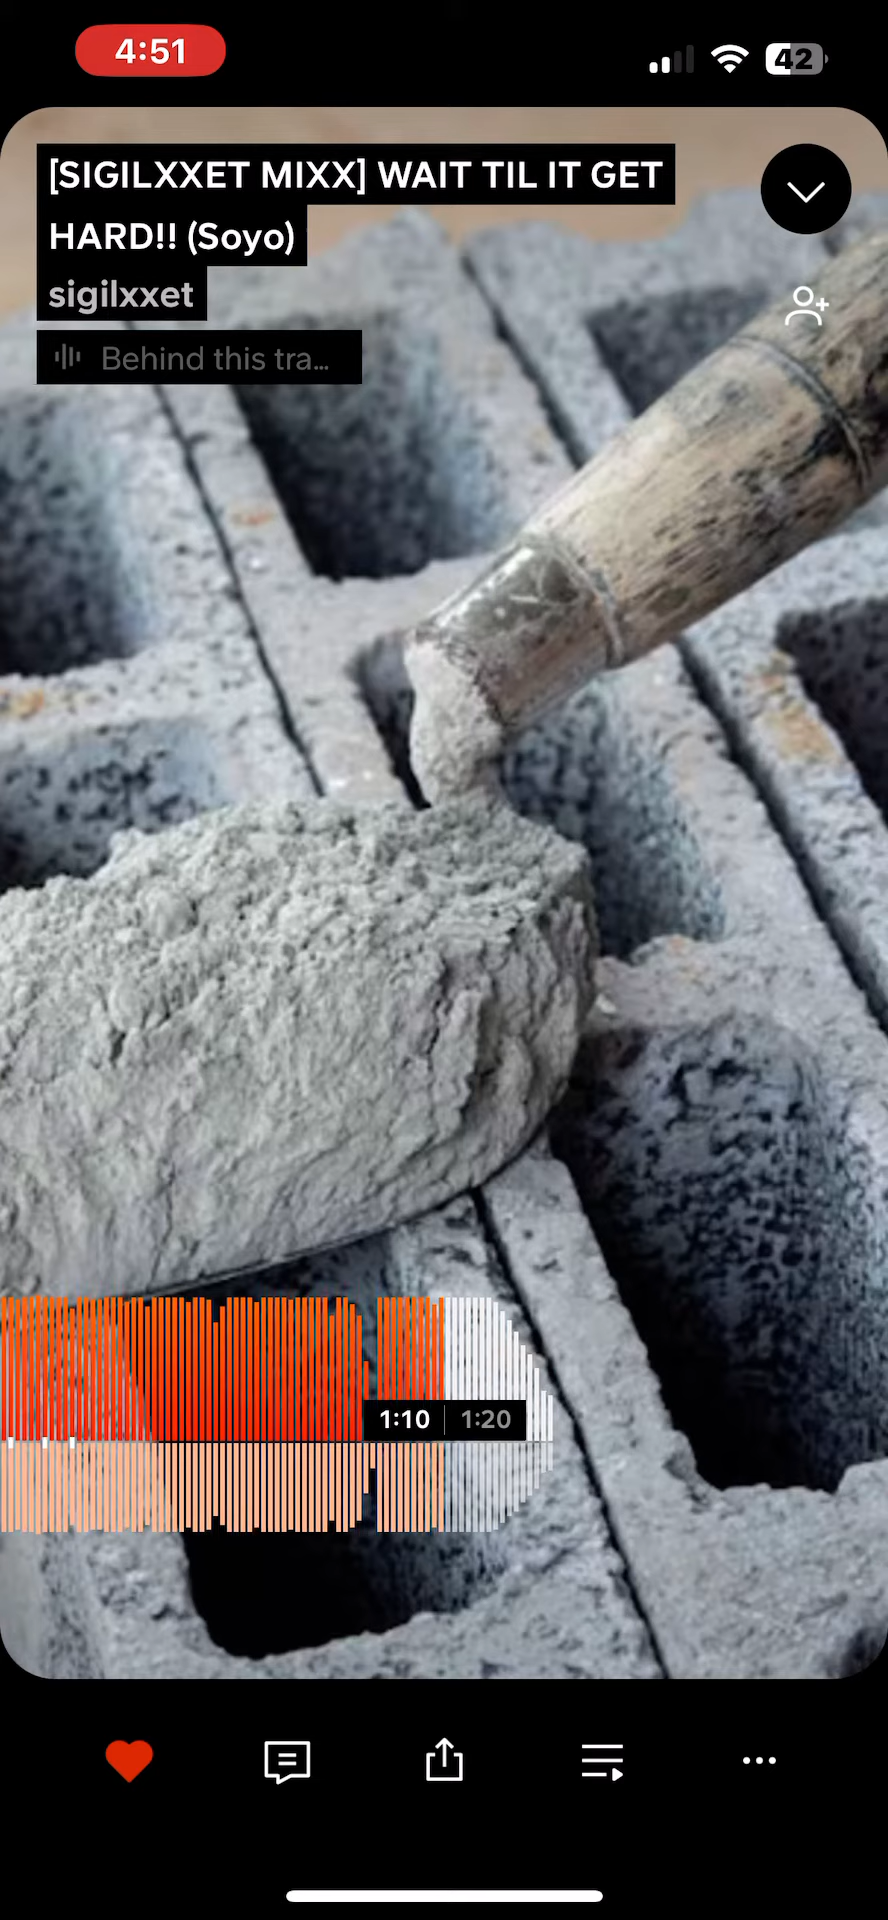 4:51
42
[SIGILXXET MIXX] WAIT TIL IT GET
HARD!! (Soyo)
sigilxxet
Behind this tra...
1:10 1:20